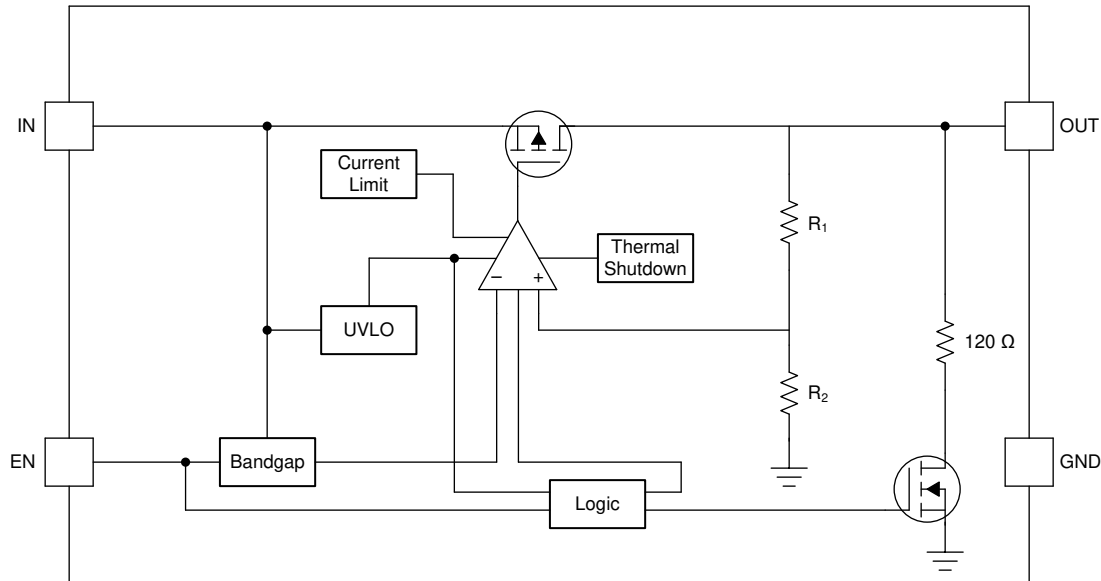 IN
OUT
Current
Limit
R₁
Thermal
Shutdown
−
+
UVLO
120 Ω
R₂
EN
Bandgap
GND
Logic